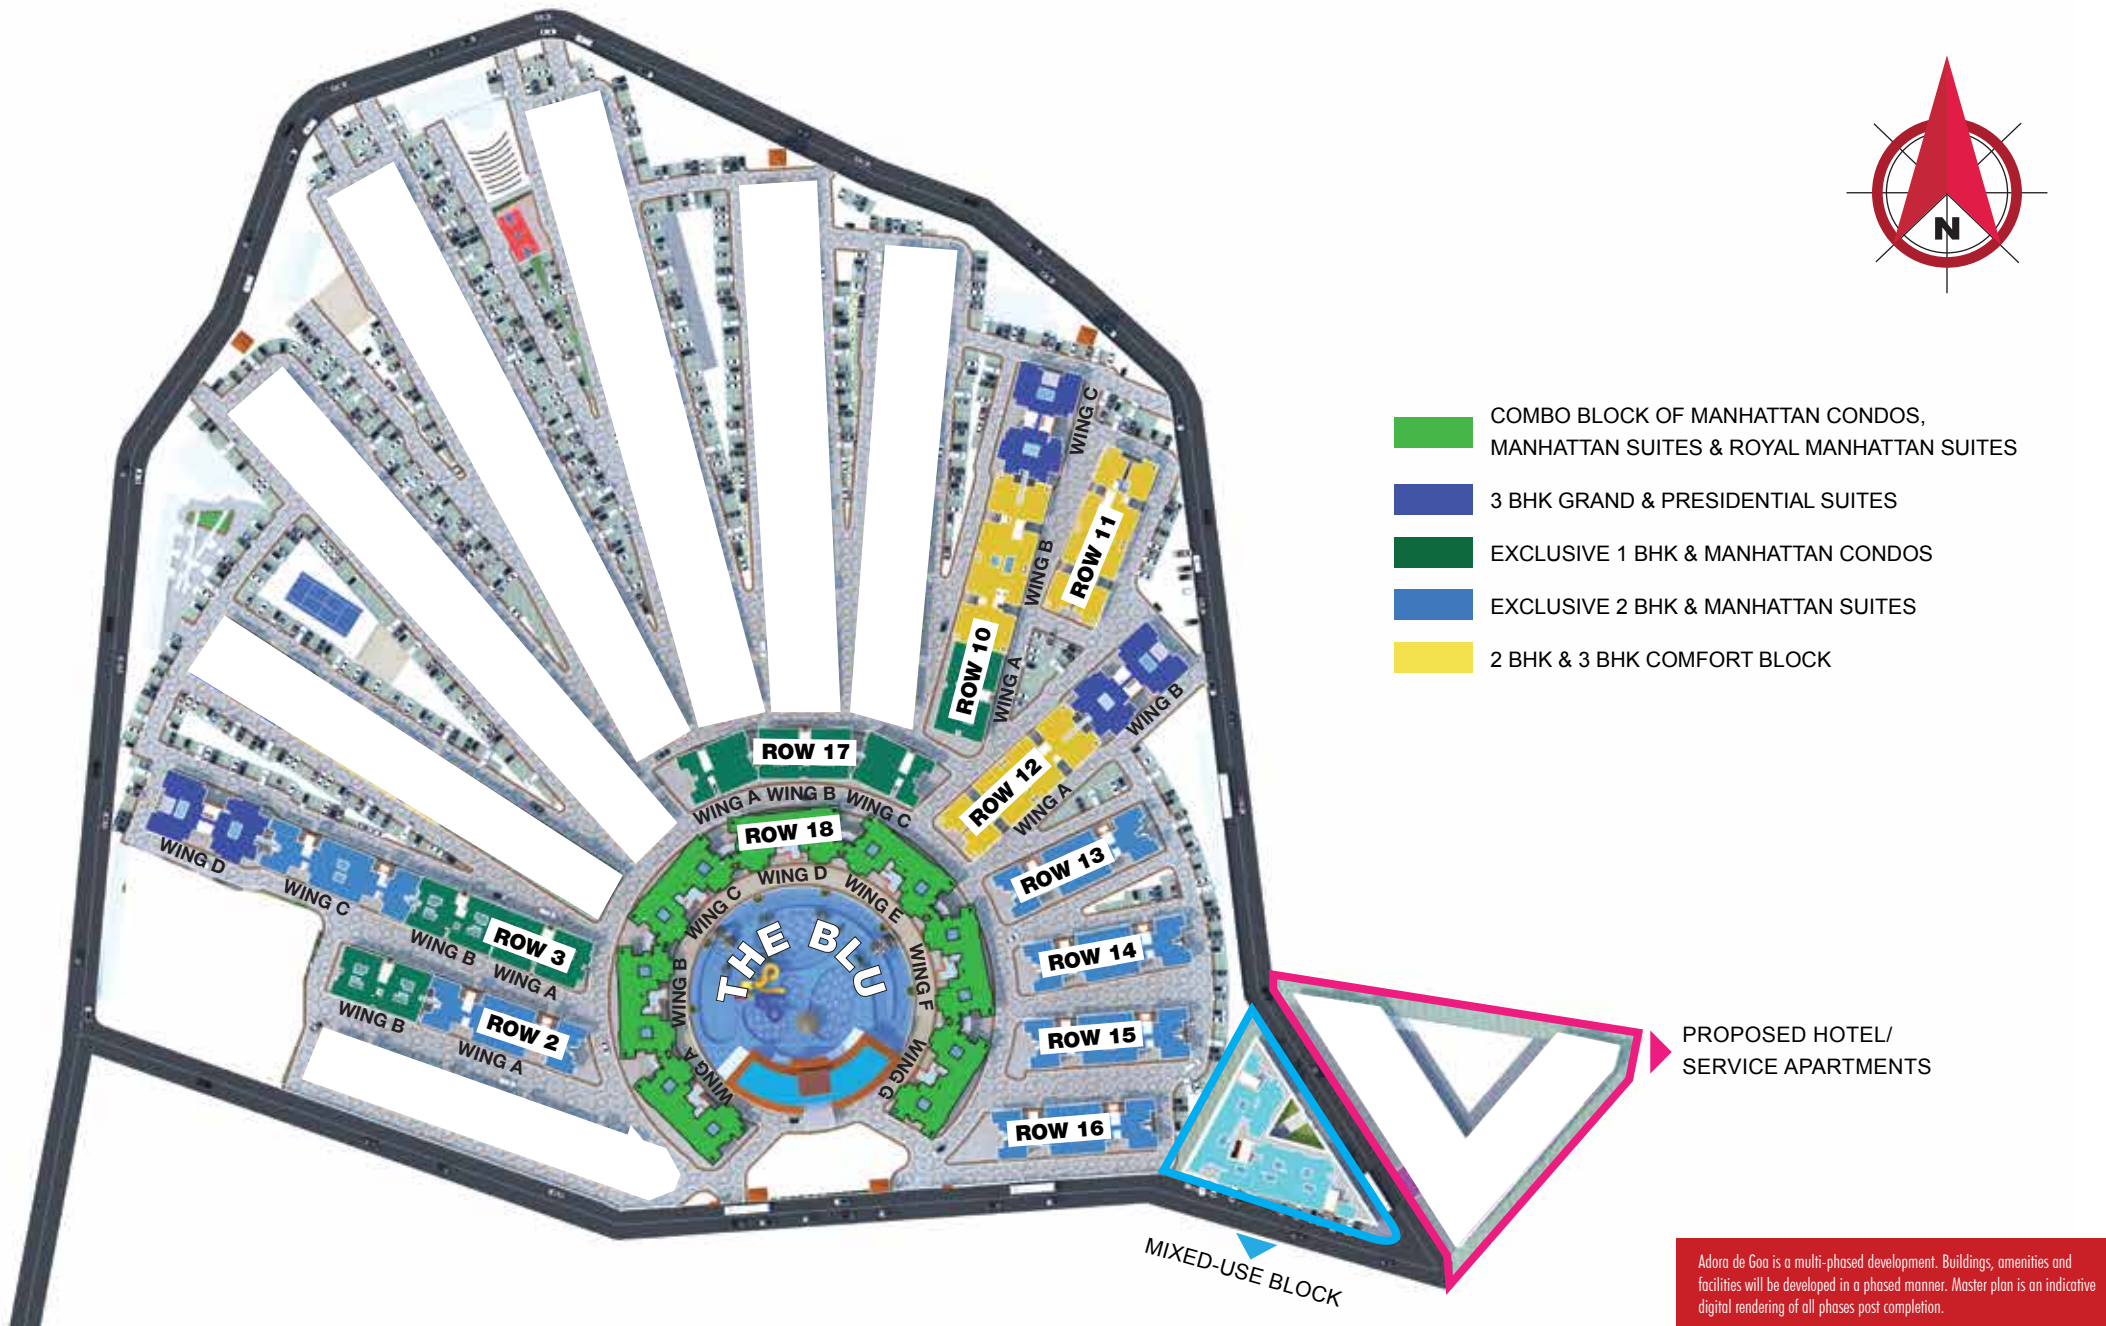 N
COMBO BLOCK OF MANHATTAN CONDOS,
MANHATTAN SUITES & ROYAL MANHATTAN SUITES
3 BHK GRAND & PRESIDENTIAL SUITES
EXCLUSIVE 1 BHK & MANHATTAN CONDOS
EXCLUSIVE 2 BHK & MANHATTAN SUITES
2 BHK & 3 BHK COMFORT BLOCK
WING C
WING B
ROW 11
ROW 10
WING A
WING B
ROW 12
WING A
ROW 17
WING A
WING B
WING C
ROW 18
WING A
WING B
WING C
WING D
WING E
WING F
WING G
THE BLU
ROW 13
ROW 14
ROW 15
ROW 16
WING D
WING C
WING B
ROW 3
WING A
WING B
ROW 2
WING A
PROPOSED HOTEL/
SERVICE APARTMENTS
MIXED-USE BLOCK
Adora de Goa is a multi-phased development. Buildings, amenities and
facilities will be developed in a phased manner. Master plan is an indicative
digital rendering of all phases post completion.